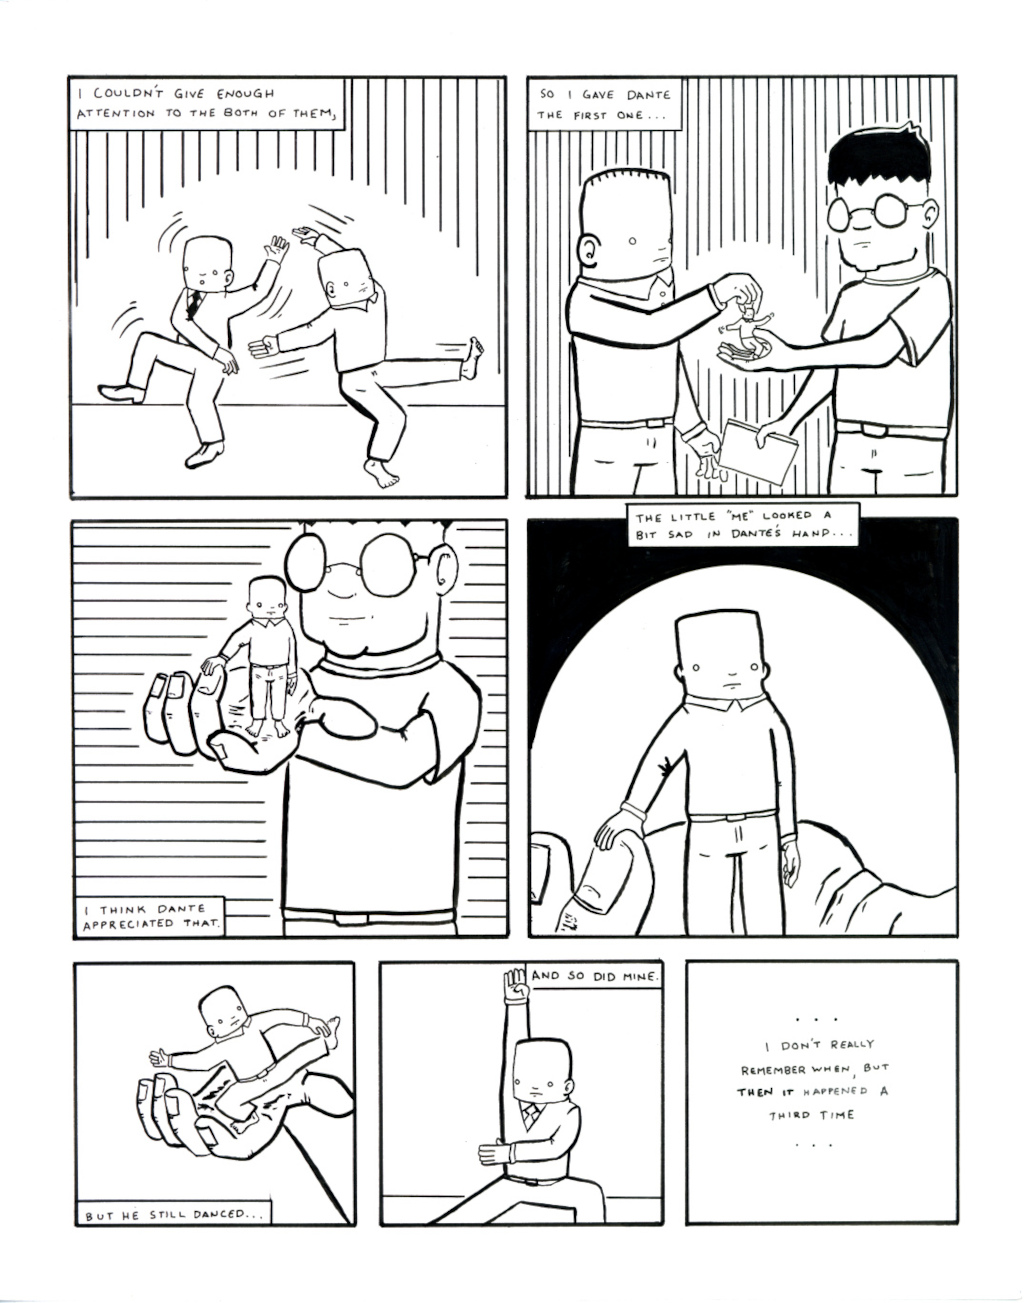 I COULDN'T GIVE ENOUGH
ATTENTION TO THE BOTH OF THEM,
SO I GAVE DANTE
THE FIRST ONE...
I THINK DANTE
APPRECIATED THAT.
THE LITTLE "ME" LOOKED A
BIT SAD IN DANTE'S HAND...
BUT HE STILL DANCED...
AND SO DID MINE.
...
I DON'T REALLY
REMEMBER WHEN, BUT
THEN IT HAPPENED A
THIRD TIME
...